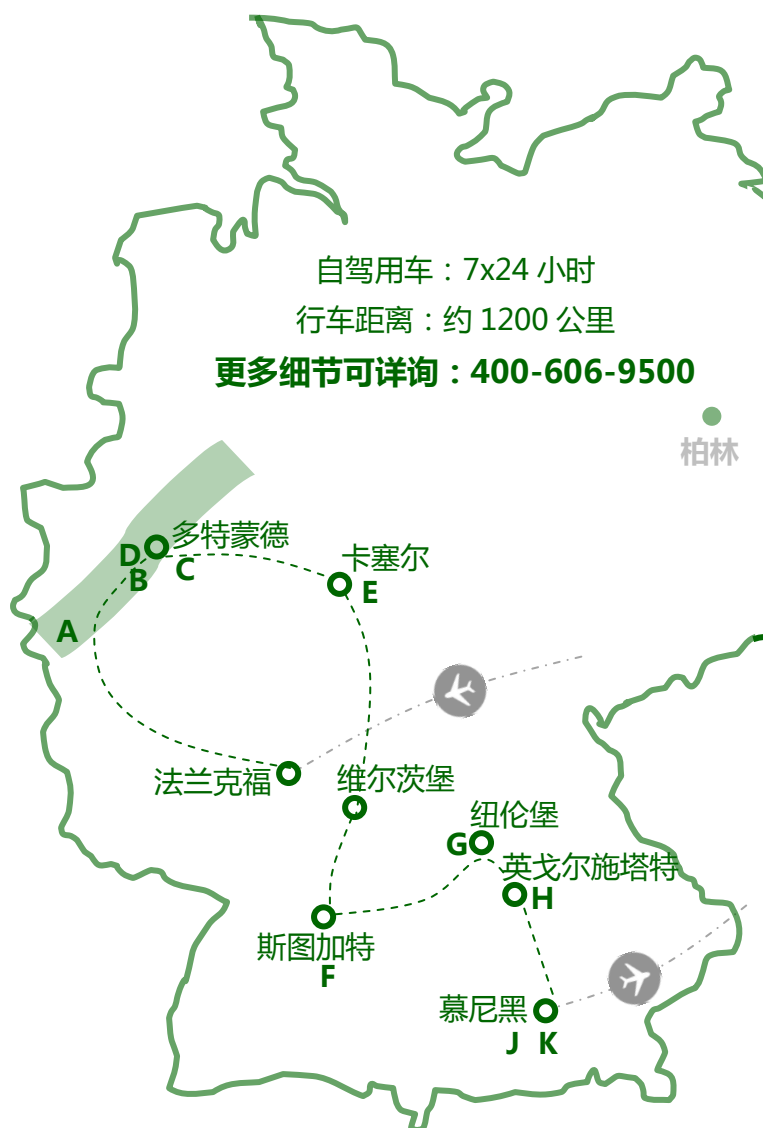 自驾用车：7x24 小时
行车距离：约 1200 公里
更多细节可详询：400-606-9500
柏林
多特蒙德
D
B
C
卡塞尔
E
A
法兰克福
维尔茨堡
纽伦堡
G
英戈尔施塔特
H
斯图加特
F
慕尼黑
J K